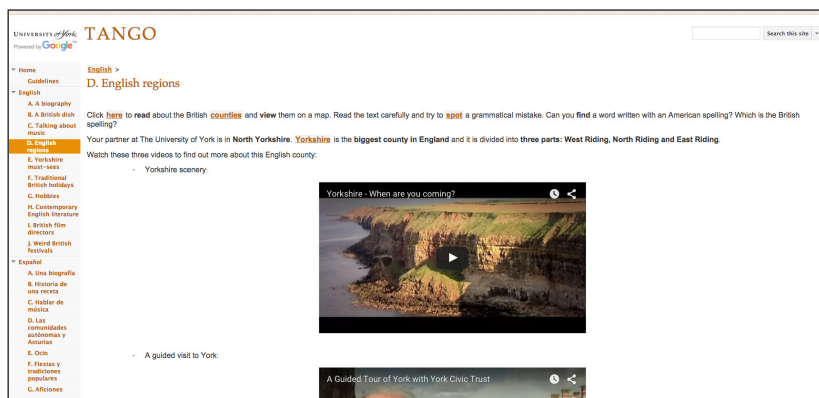 UNIVERSITY of York
Powered by Google™
TANGO
Search this site
Home
Guidelines
English
A. A biography
B. A British dish
C. Talking about
music
D. English
regions
E. Yorkshire
must-sees
F. Traditional
British holidays
G. Hobbies
H. Contemporary
English literature
I. British film
directors
J. Weird British
festivals
Español
A. Una biografía
B. Historia de
una receta
C. Hablar de
música
D. Las
comunidades
autónomas y
Asturias
E. Ocio
F. Fiestas y
tradiciones
populares
G. Aficiones
English >
D. English regions
Click here to read about the British counties and view them on a map. Read the text carefully and try to spot a grammatical mistake. Can you find a word written with an American spelling? Which is the British
spelling?
Your partner at The University of York is in North Yorkshire. Yorkshire is the biggest county in England and it is divided into three parts: West Riding, North Riding and East Riding.
Watch these three videos to find out more about this English county:
· Yorkshire scenery:
Yorkshire - When are you coming?
· A guided visit to York:
A Guided Tour of York with York Civic Trust